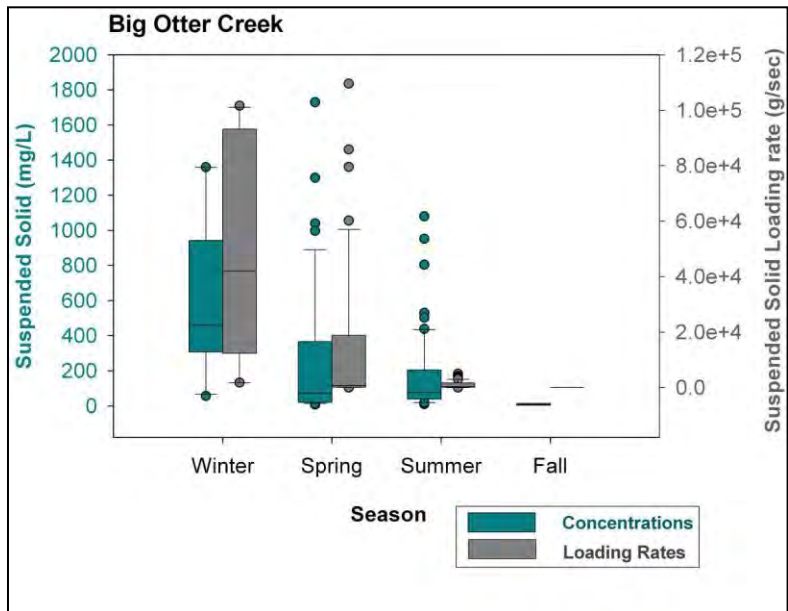 Big Otter Creek
Suspended Solid (mg/L)
2000
1800
1600
1400
1200
1000
800
600
400
200
0
1.2e+5
1.0e+5
8.0e+4
6.0e+4
4.0e+4
2.0e+4
0.0
Suspended Solid Loading rate (g/sec)
Winter Spring Summer Fall
Season
Concentrations
Loading Rates